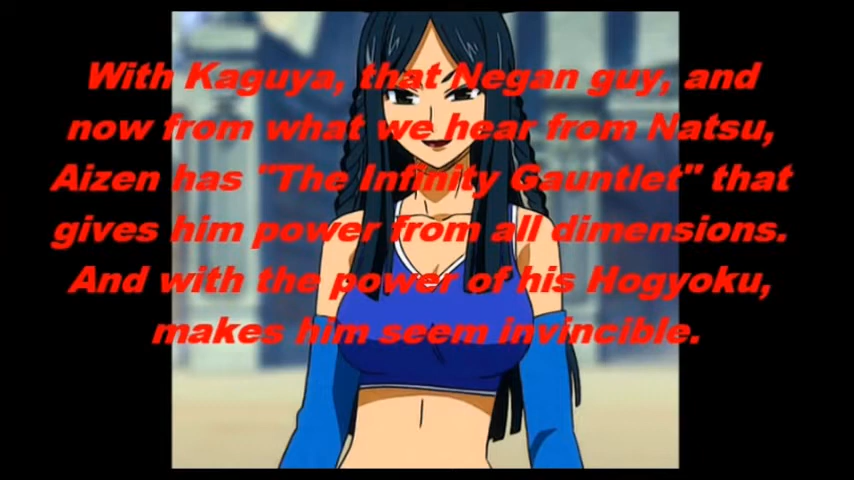 With Kaguya, that Negan guy, and
now from what we hear from Natsu,
Aizen has "The Infinity Gauntlet" that
gives him power from all dimensions.
And with the power of his Hogyoku,
makes him seem invincible.